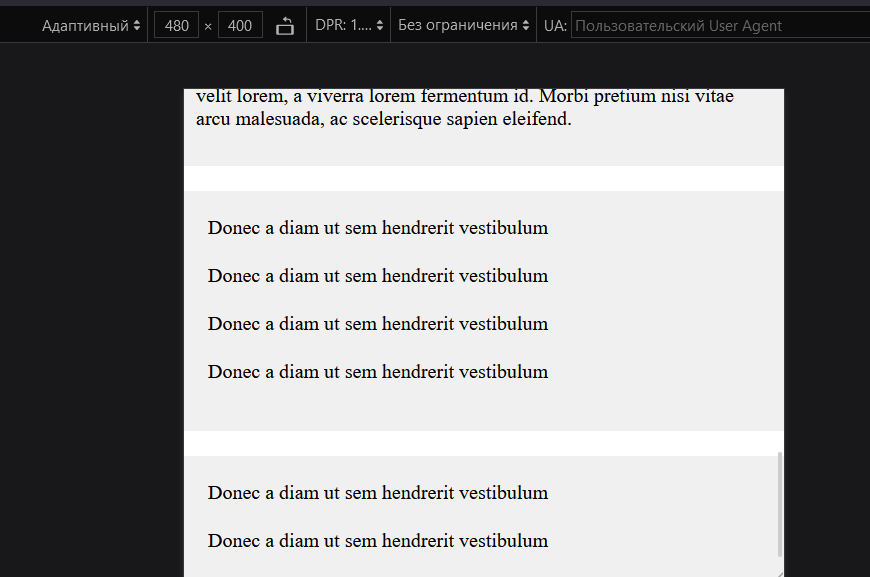 Адаптивный 480 × 400 DPR: 1.... Без ограничения UA: Пользовательский User Agent
velit lorem, a viverra lorem fermentum id. Morbi pretium nisi vitae
arcu malesuada, ac scelerisque sapien eleifend.
Donec a diam ut sem hendrerit vestibulum
Donec a diam ut sem hendrerit vestibulum
Donec a diam ut sem hendrerit vestibulum
Donec a diam ut sem hendrerit vestibulum
Donec a diam ut sem hendrerit vestibulum
Donec a diam ut sem hendrerit vestibulum